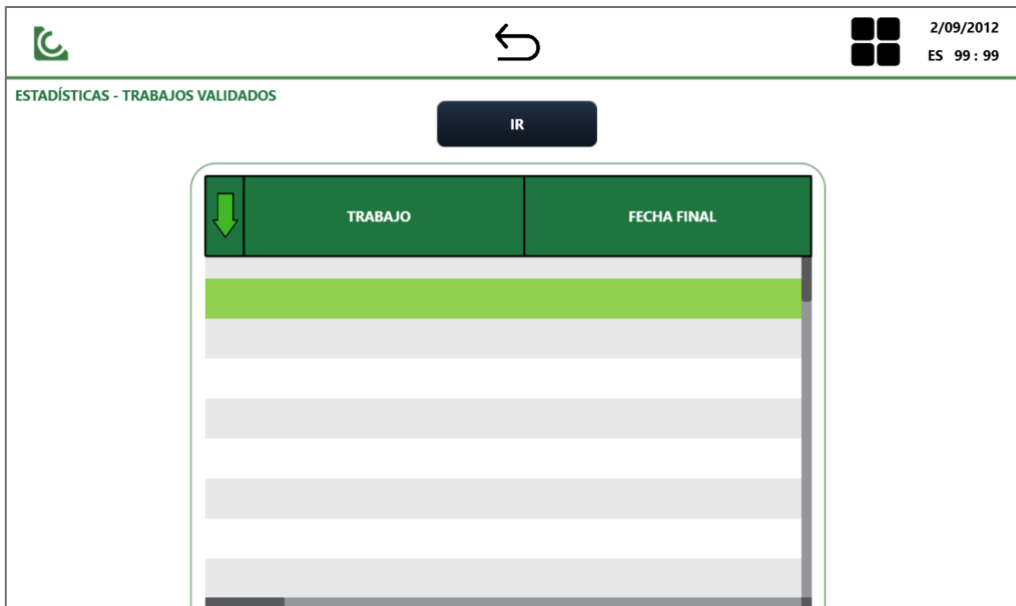 2/09/2012
ES 99 : 99
ESTADÍSTICAS - TRABAJOS VALIDADOS
IR
TRABAJO FECHA FINAL